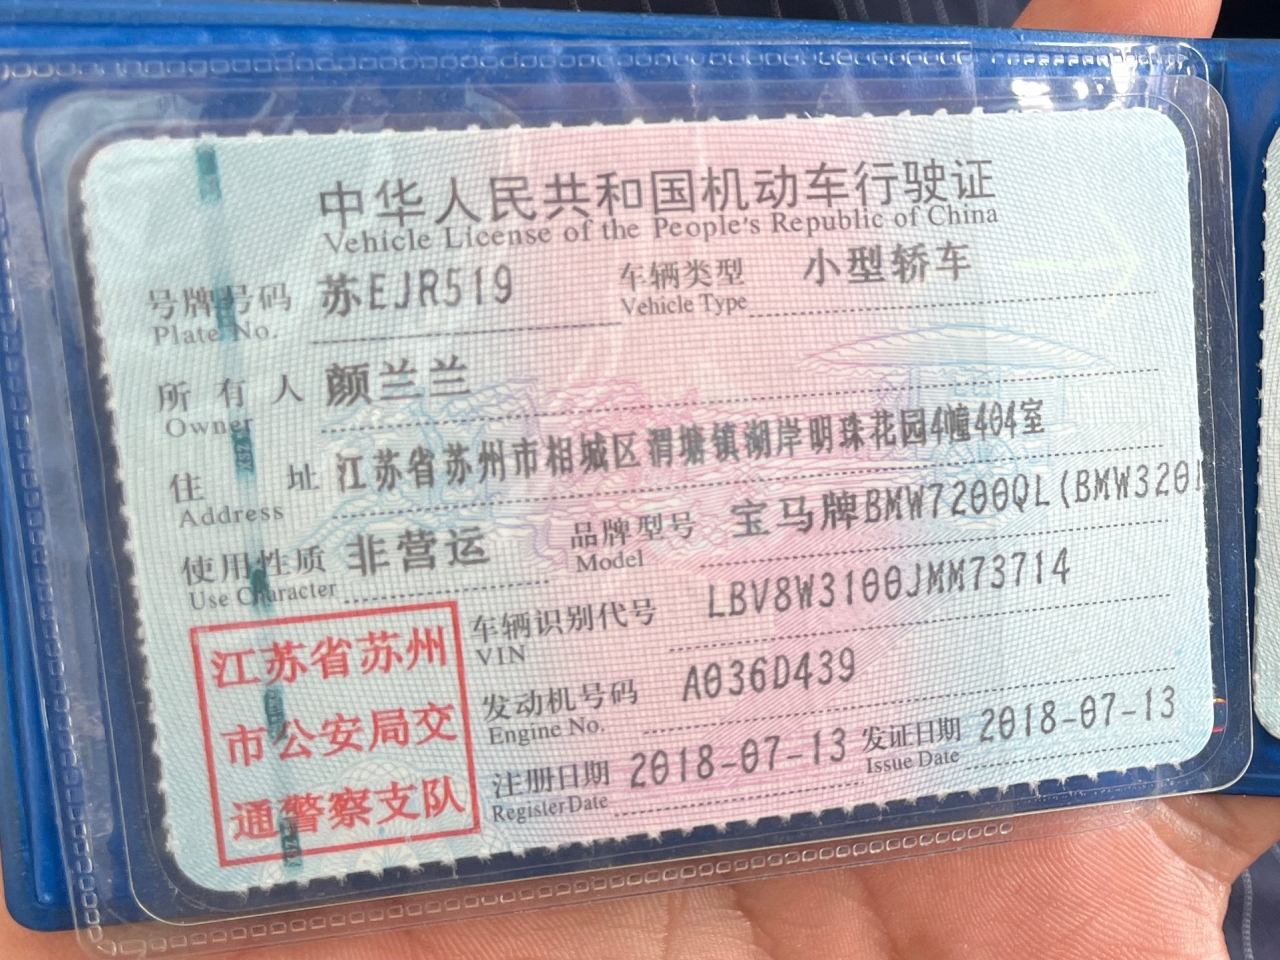 中华人民共和国机动车行驶证
Vehicle License of the People's Republic of China
号牌号码 苏EJR519 车辆类型 小型轿车
Plate No. Vehicle Type
所有人 颜兰兰
Owner
住址 江苏省苏州市相城区渭塘镇湖岸明珠花园4幢404室
Address
使用性质 非营运 品牌型号 宝马牌BMW7200QL(BMW320
Use Character Model
车辆识别代号 LBV8W3100JMM73714
VIN
发动机号码 A036D439
Engine No.
注册日期 2018-07-13 发证日期 2018-07-13
Register Date Issue Date
江苏省苏州
市公安局交
通警察支队